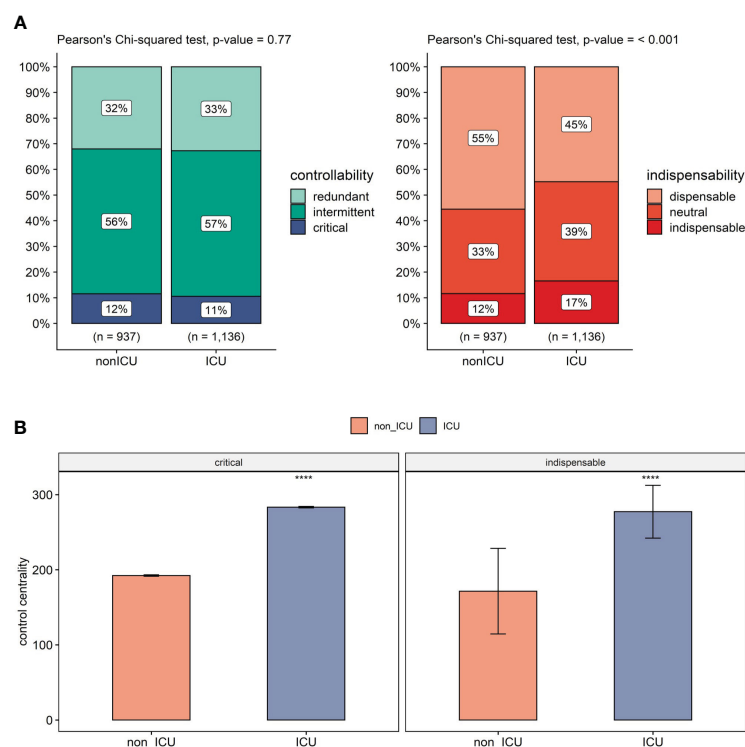 A
Pearson's Chi-squared test, p-value = 0.77
100%
90%
80%
70%
60%
50%
40%
30%
20%
10%
0%
32%
33%
56%
57%
12%
11%
(n = 937)
(n = 1,136)
nonICU
ICU
controllability
redundant
intermittent
critical
Pearson's Chi-squared test, p-value = < 0.001
100%
90%
80%
70%
60%
50%
40%
30%
20%
10%
0%
55%
45%
33%
39%
12%
17%
(n = 937)
(n = 1,136)
nonICU
ICU
indispensability
dispensable
neutral
indispensable
B
non_ICU
ICU
critical
indispensable
****
****
control centrality
300
200
100
0
non_ICU
ICU
non_ICU
ICU